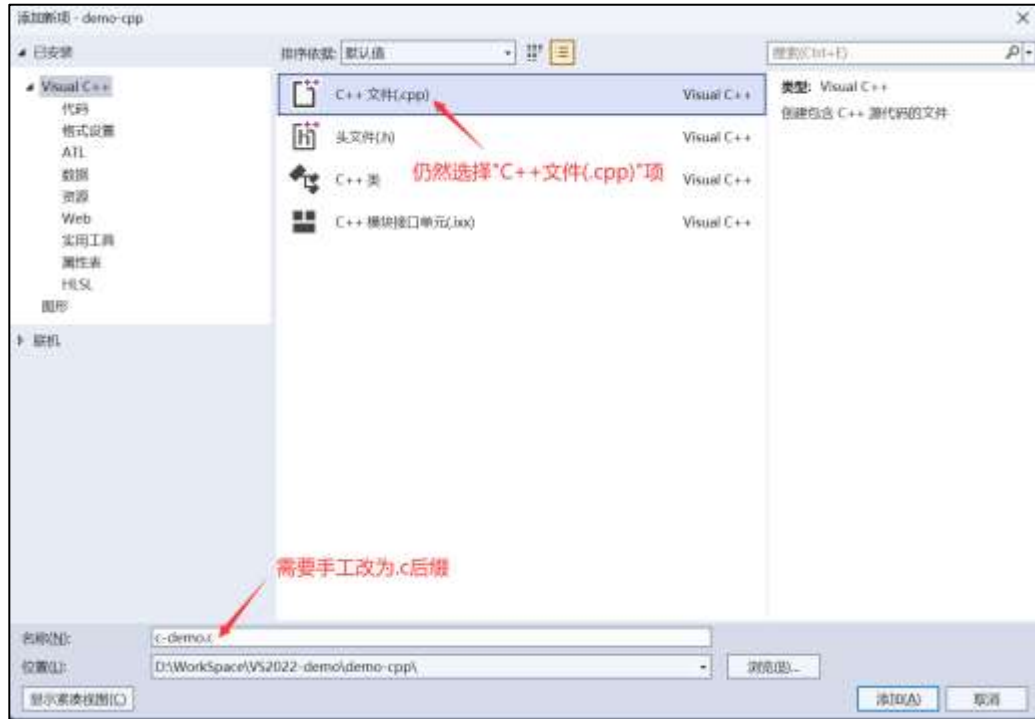 添加新项 - demo-cpp
已安装
排序依据: 默认值
搜索(Ctrl+E)
Visual C++
代码
格式设置
ATL
数据
资源
Web
实用工具
属性表
HLSL
图形
联机
C++ 文件(.cpp) Visual C++
头文件(.h) Visual C++
C++ 类 Visual C++
C++ 模块接口单元(.ixx) Visual C++
仍然选择"C++文件(.cpp)"项
类型: Visual C++
创建包含 C++ 源代码的文件
需要手工改为.c后缀
名称(N): c-demo.c
位置(L): D:\WorkSpace\VS2022-demo\demo-cpp\
浏览(B)...
显示紧凑视图(C)
添加(A)
取消